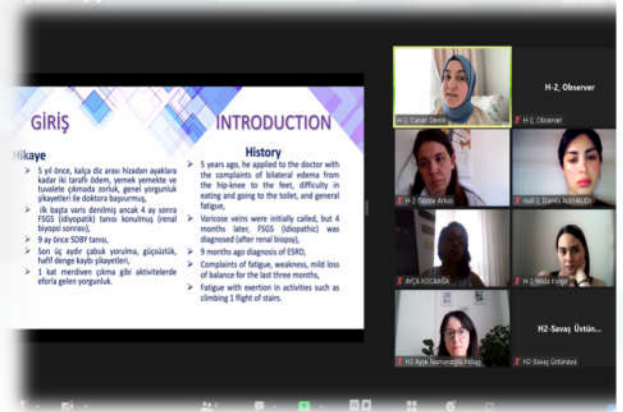 GİRİŞ
Hikaye
5 yıl önce, kalça diz arası hizadan ayaklara
kadar iki taraflı ödem, yemek yemekte ve
tuvalete çıkmada zorluk, genel yorgunluk
şikayetleri ile doktora başvurmuş,
İlk başta varis denilmiş ancak 4 ay sonra
FSGS (idiyopatik) tanısı konulmuş (renal
biyopsi sonrası),
9 ay önce SDBY tanısı,
Son üç aydır çabuk yorulma, güçsüzlük,
hafif denge kaybı şikayetleri,
1 kat merdiven çıkma gibi aktivitelerde
eforla gelen yorgunluk.
INTRODUCTION
History
5 years ago, he applied to the doctor with
the complaints of bilateral edema from
the hip-knee to the feet, difficulty in
eating and going to the toilet, and general
fatigue,
Varicose veins were initially called, but 4
months later, FSGS (idiopathic) was
diagnosed (after renal biopsy),
9 months ago diagnosis of ESRD,
Complaints of fatigue, weakness, mild loss
of balance for the last three months,
Fatigue with exertion in activities such as
climbing 1 flight of stairs.
H-2, Observer
H-2, Observer
H2-Savaş Üstün...